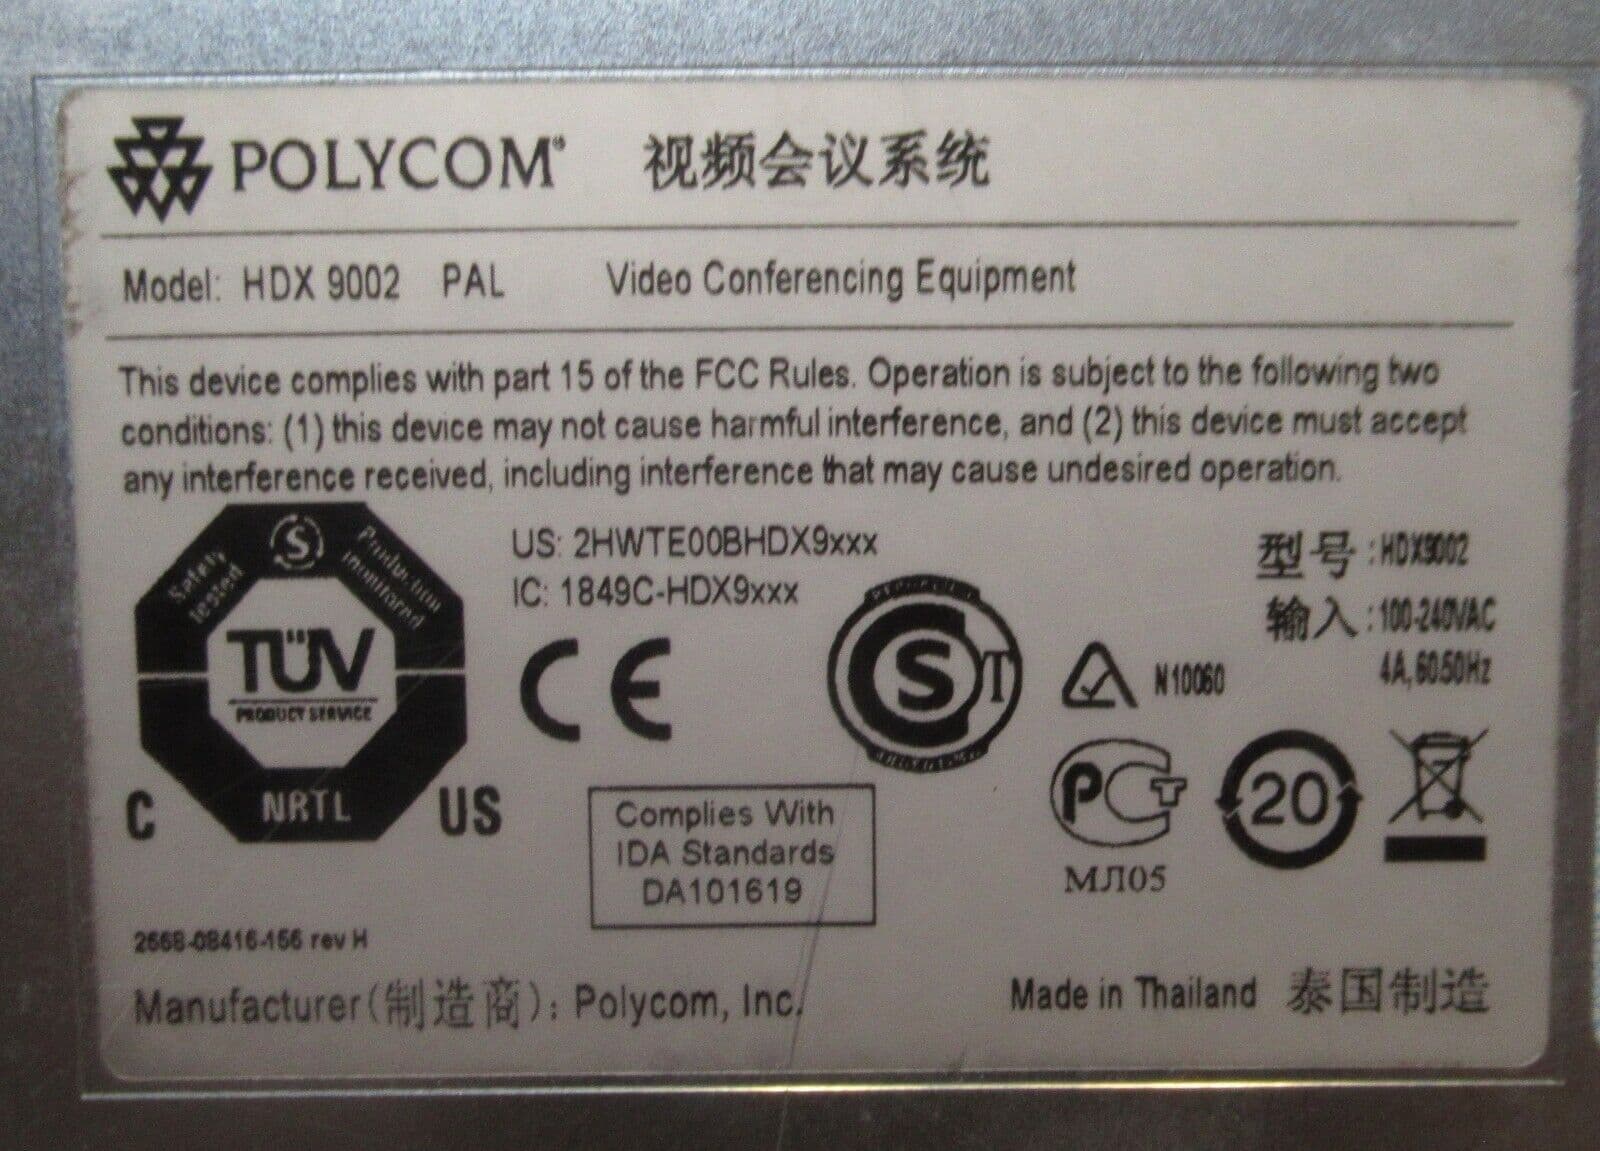 POLYCOM® 视频会议系统
Model: HDX 9002 PAL Video Conferencing Equipment
This device complies with part 15 of the FCC Rules. Operation is subject to the following two
conditions: (1) this device may not cause harmful interference, and (2) this device must accept
any interference received, including interference that may cause undesired operation.
Safety tested
S
Production monitored
TÜV
PRODUCT SERVICE
NRTL
C US
US: 2HWTE00BHDX9xxx
IC: 1849C-HDX9xxx
CE
S T
型号:HDX9002
输入:100-240VAC
4A, 6050Hz
N10060
Complies With
IDA Standards
DA101619
PCT
МЛ05
20
2568-08416-156 rev H
Manufacturer(制造商): Polycom, Inc.
Made in Thailand 泰国制造